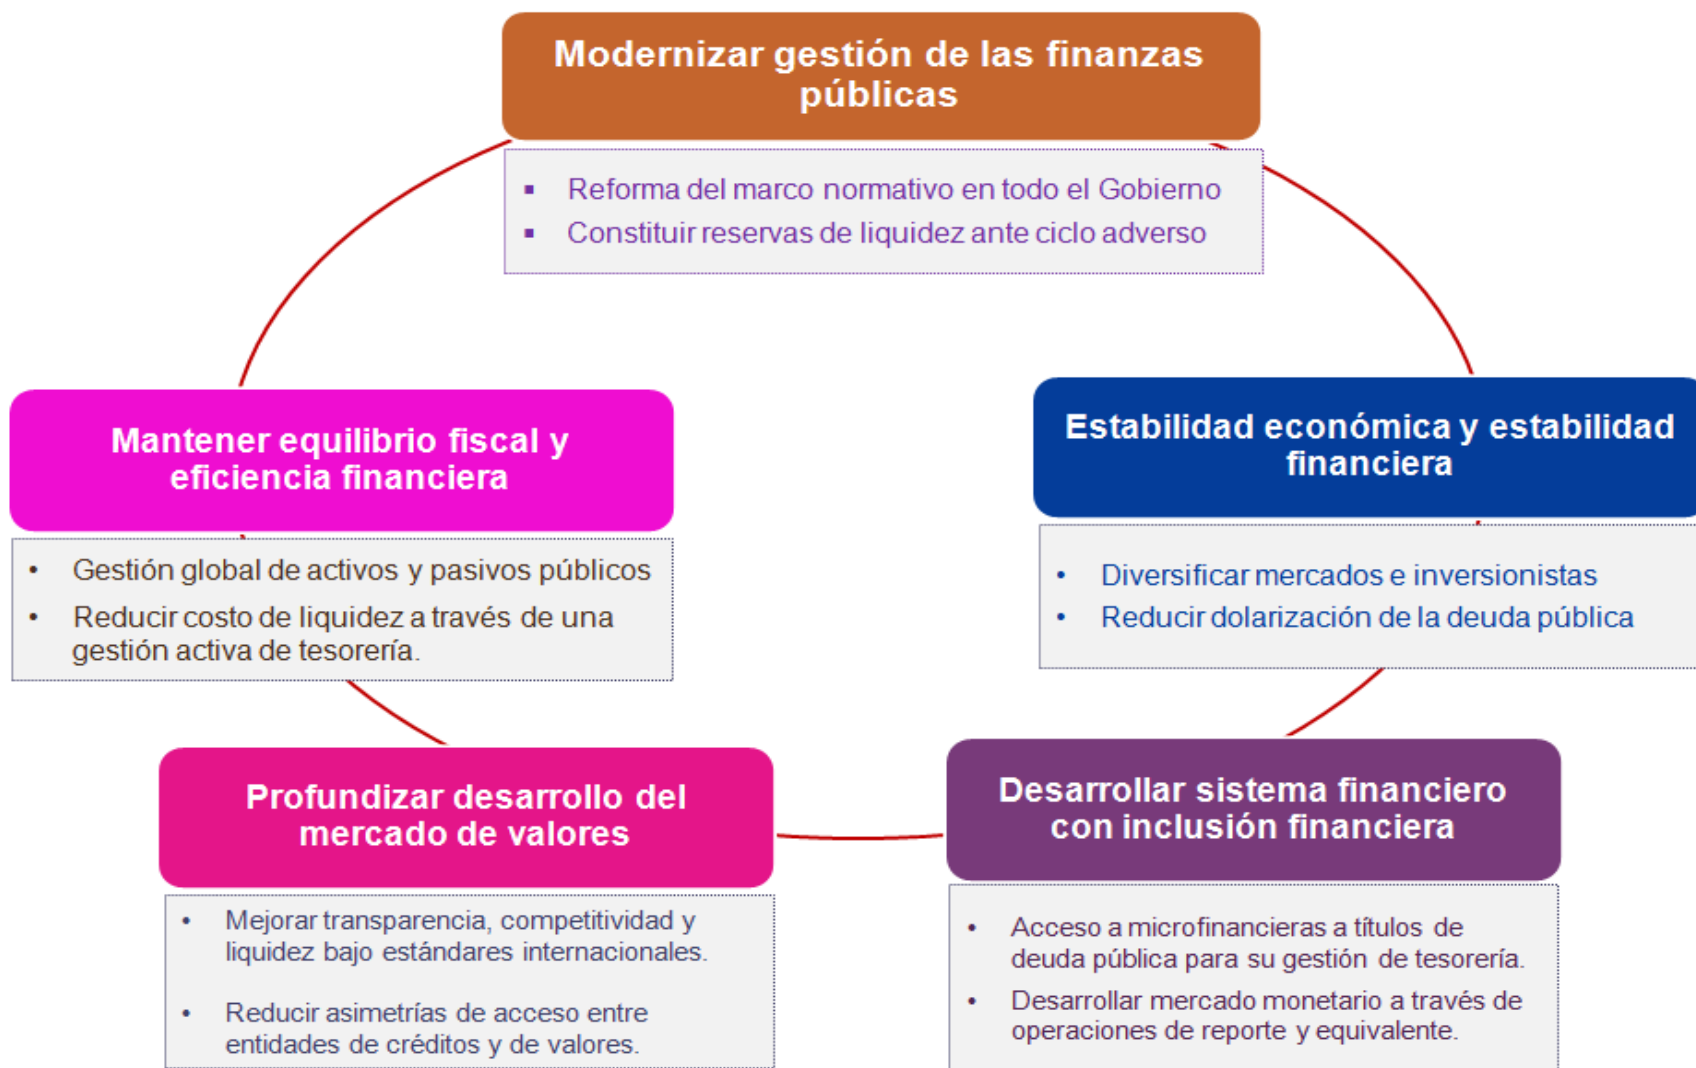 Modernizar gestión de las finanzas
públicas
▪ Reforma del marco normativo en todo el Gobierno
▪ Constituir reservas de liquidez ante ciclo adverso
Mantener equilibrio fiscal y
eficiencia financiera
• Gestión global de activos y pasivos públicos
• Reducir costo de liquidez a través de una
gestión activa de tesorería.
Estabilidad económica y estabilidad
financiera
• Diversificar mercados e inversionistas
• Reducir dolarización de la deuda pública
Profundizar desarrollo del
mercado de valores
• Mejorar transparencia, competitividad y
liquidez bajo estándares internacionales.
• Reducir asimetrías de acceso entre
entidades de créditos y de valores.
Desarrollar sistema financiero
con inclusión financiera
• Acceso a microfinancieras a títulos de
deuda pública para su gestión de tesorería.
• Desarrollar mercado monetario a través de
operaciones de reporte y equivalente.